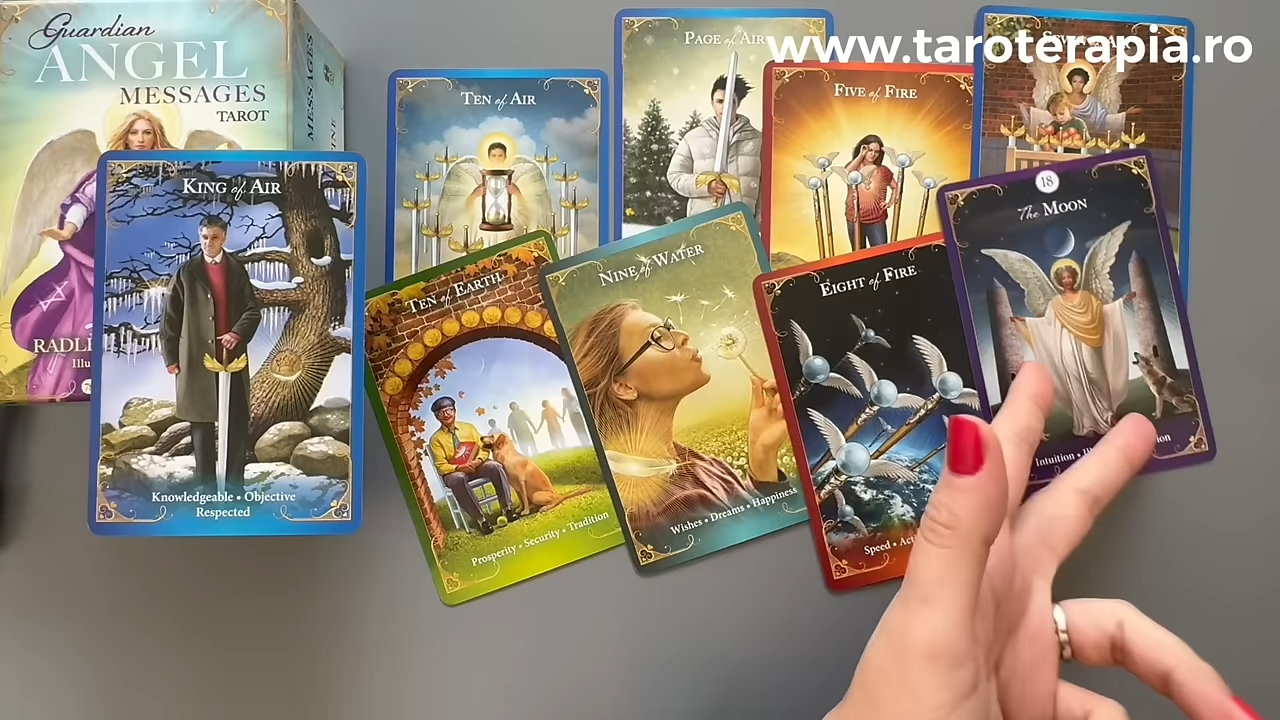 www.taroterapia.ro
Guardian
ANGEL
MESSAGES
TAROT
PAGE of AIR
TEN of AIR
FIVE of FIRE
KING of AIR
18
The MOON
NINE of WATER
EIGHT of FIRE
TEN of EARTH
Intuition
Knowledgeable • Objective
Respected
Wishes • Dreams • Happiness
Prosperity • Security • Tradition
Speed